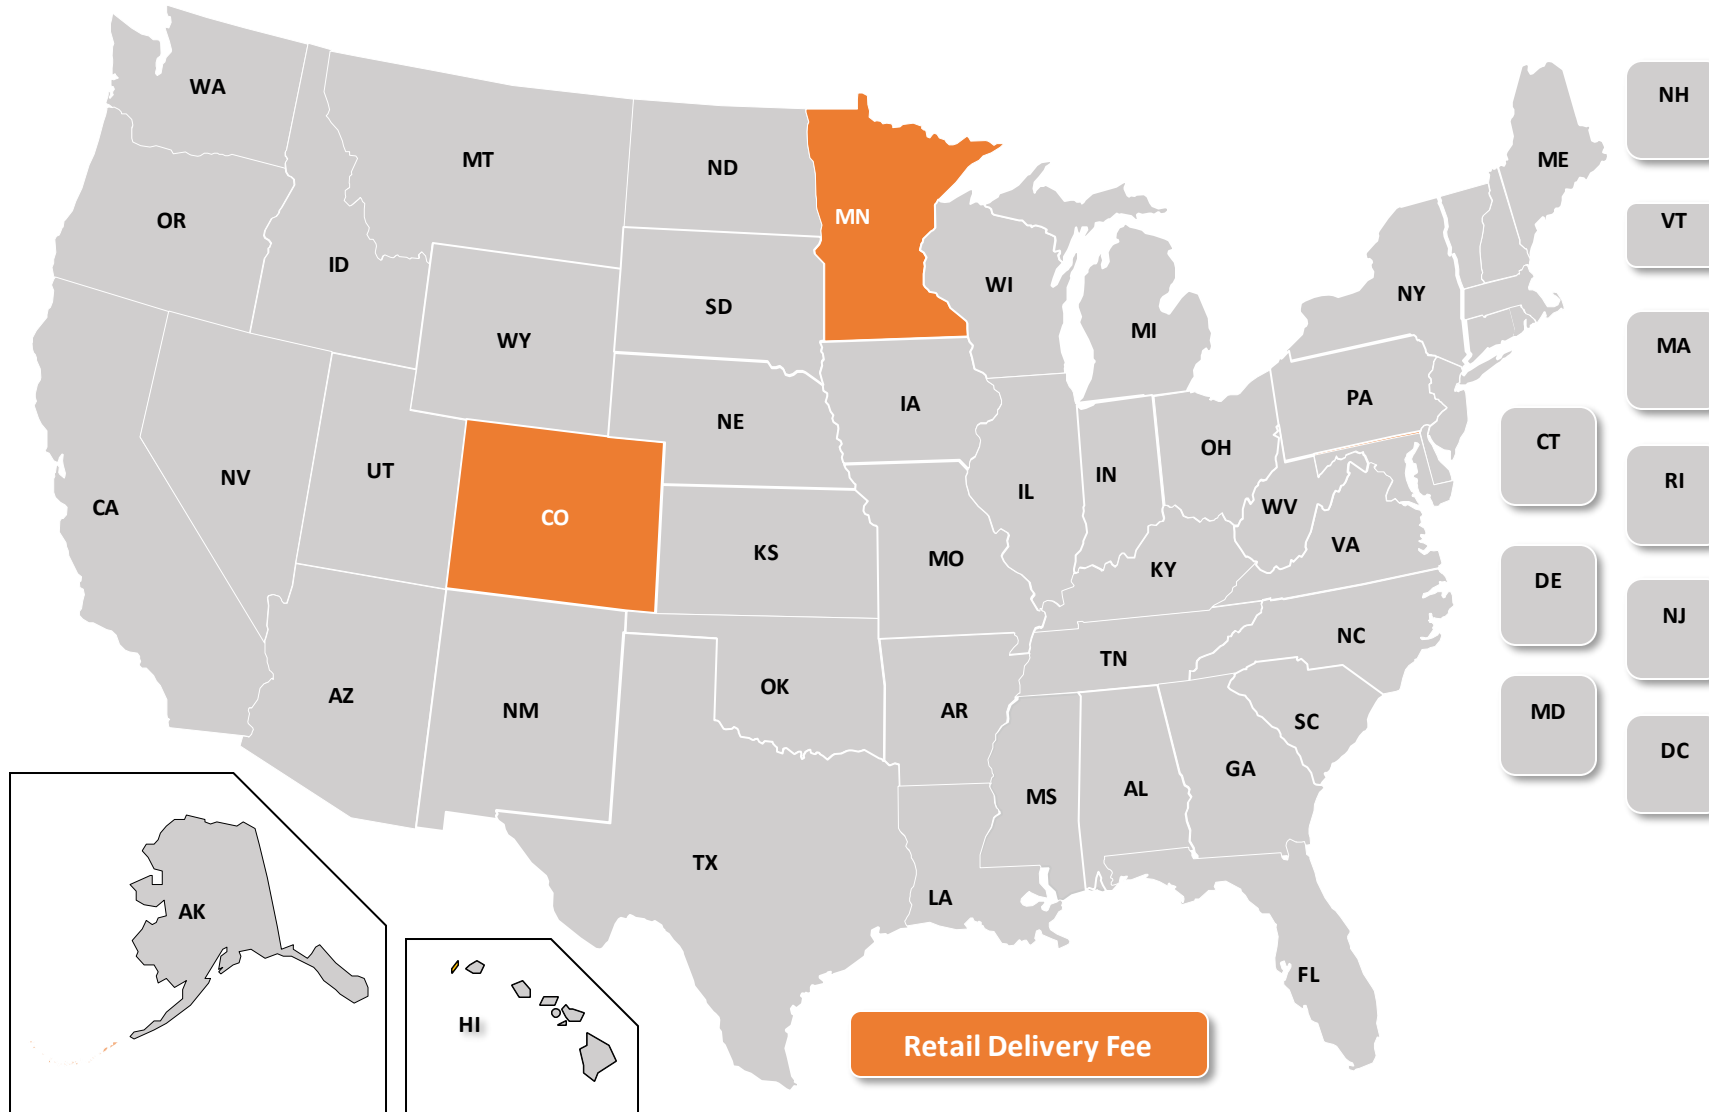 WA
MT
ND
MN
OR
ID
SD
WY
WI
MI
NY
ME
NH
VT
MA
CT
RI
DE
NJ
MD
DC
PA
IA
NE
NV
UT
CA
CO
KS
MO
IL
IN
OH
WV
VA
KY
NC
TN
SC
AZ
NM
OK
AR
MS
AL
GA
TX
LA
FL
AK
HI
Retail Delivery Fee